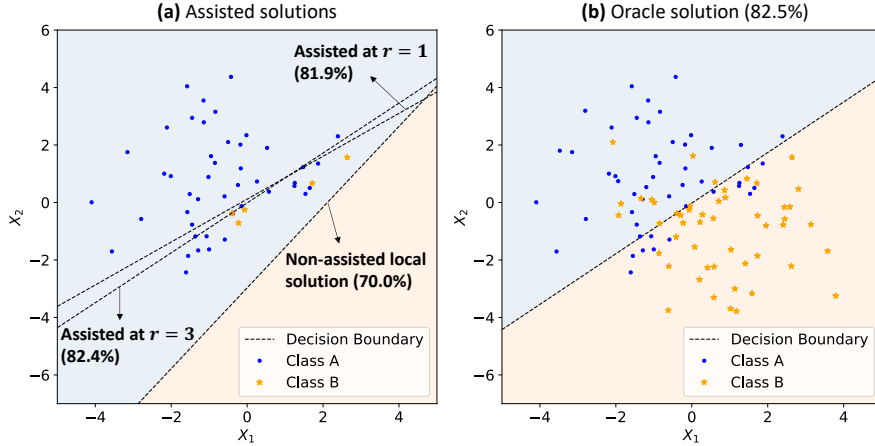 (a) Assisted solutions
(b) Oracle solution (82.5%)
6
4
2
0
−2
−4
−6
X₂
−4
−2
0
2
4
X₁
Assisted at r = 1
(81.9%)
Non-assisted local
solution (70.0%)
Assisted at r = 3
(82.4%)
Decision Boundary
Class A
Class B
6
4
2
0
−2
−4
−6
X₂
−4
−2
0
2
4
X₁
Decision Boundary
Class A
Class B